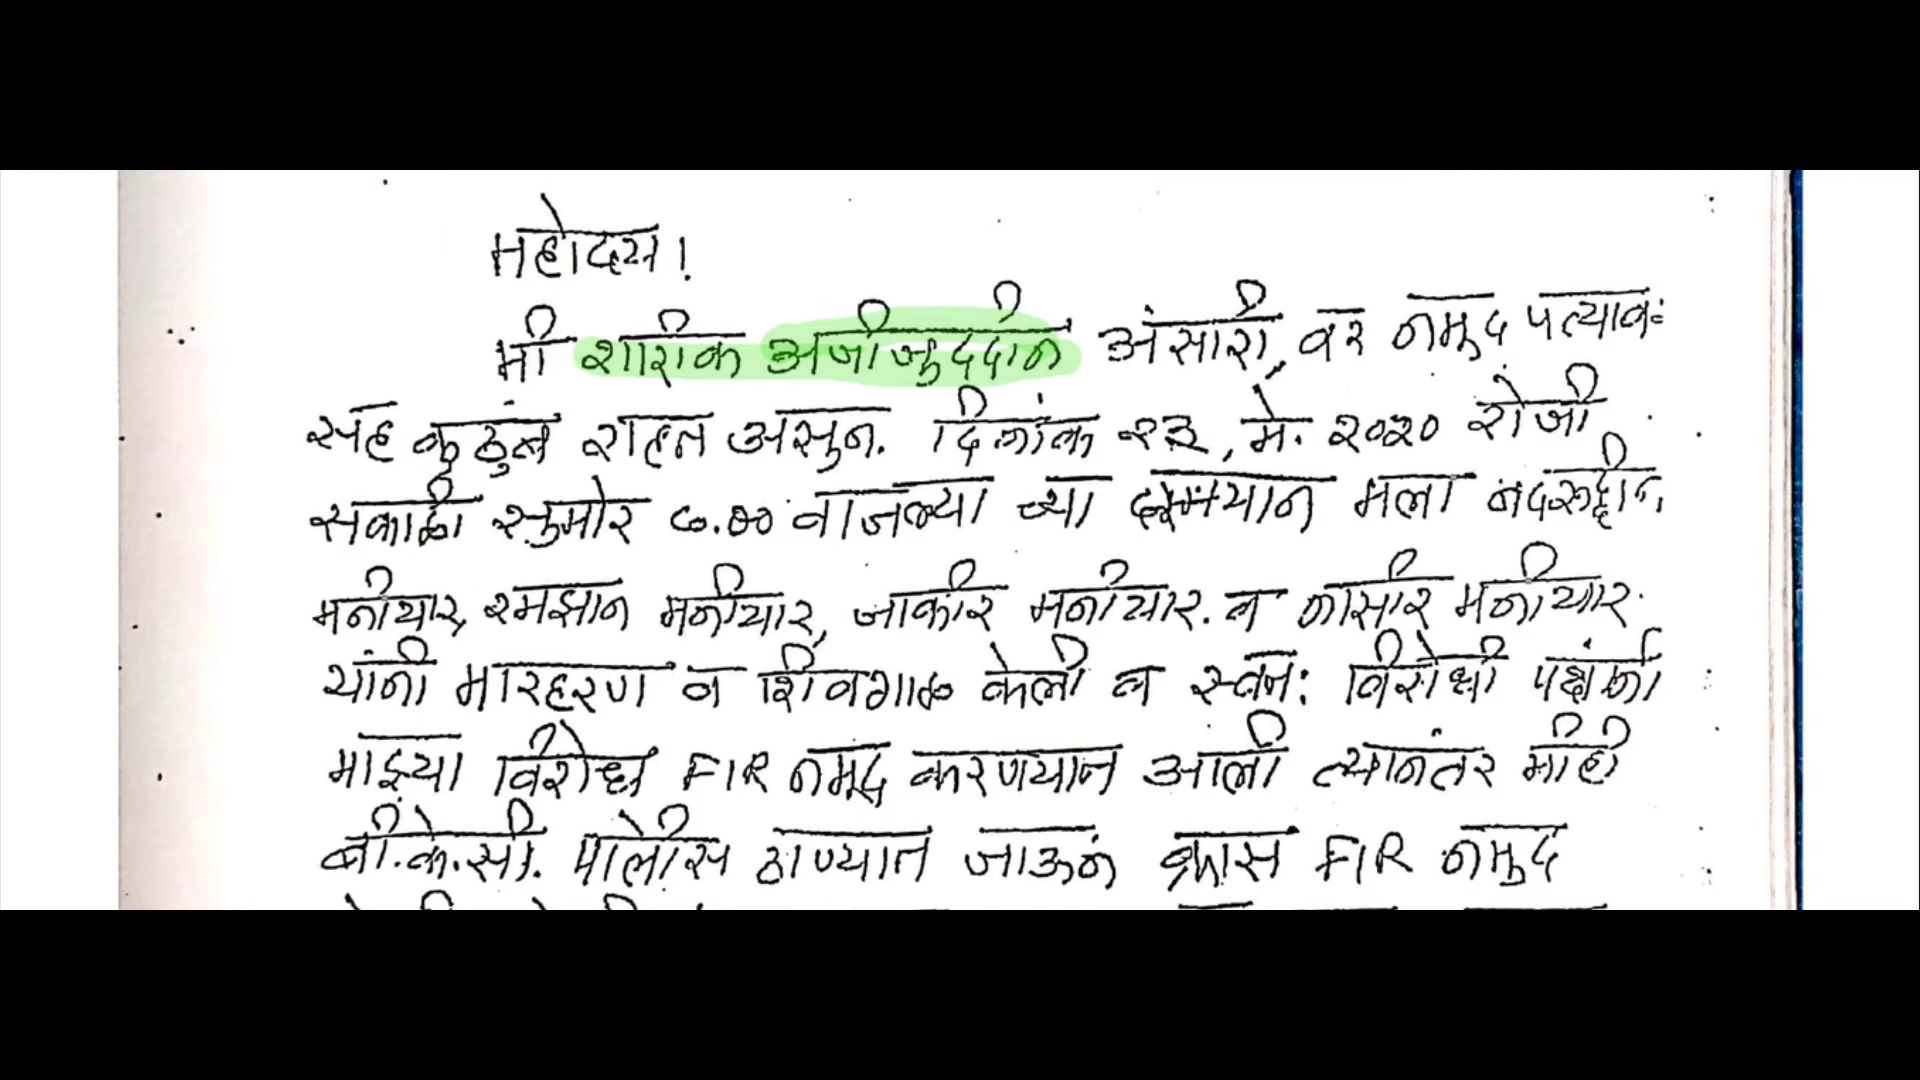 महोदय!
मी शारीक अजीजुददीन अंसारी, वर नमूद पत्याव:
सह कुटुंब राहत असुन. दिनांक २३, मे. २०२० रोजी
सकाळी सुमारे ८.०० वाजल्या च्या दरम्यान मला बदरुद्दीन,
मनीयार, रमझान मनीयार, जाकीर मनीयार. व नासीर मनीयार.
यांनी मारहरण व शिवगाळ केली व स्वत: विरोधी पक्षांनी
माझ्या विरोध FIR नमूद करण्यात आली त्यानंतर मीही
बी.के.सी. पोलीस ठाण्यात जाऊन क्रास FIR नमुद